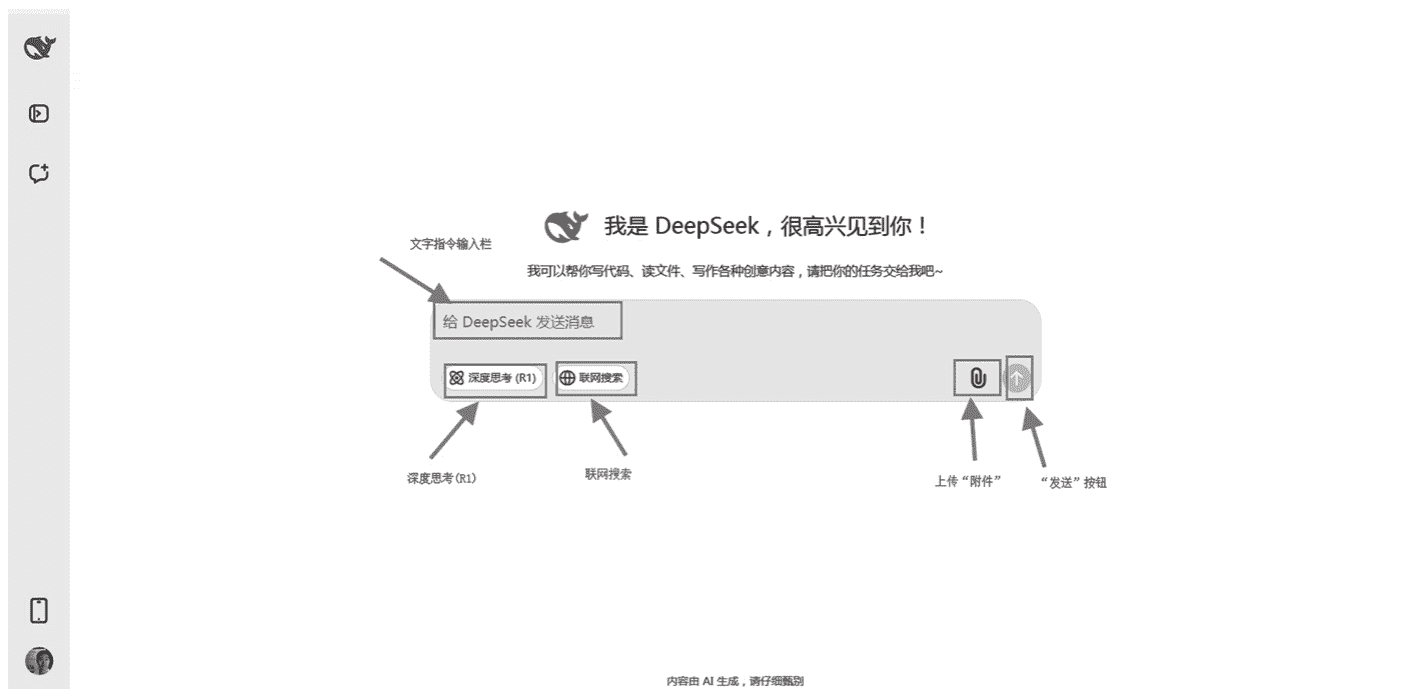 我是 DeepSeek，很高兴见到你！
文字指令输入栏
我可以帮你写代码、读文件、写作各种创意内容，请把你的任务交给我吧~
给 DeepSeek 发送消息
深度思考 (R1)
联网搜索
深度思考(R1)
联网搜索
上传“附件”
“发送”按钮
内容由 AI 生成，请仔细甄别